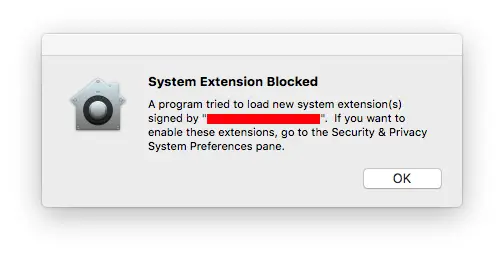 System Extension Blocked
A program tried to load new system extension(s)
signed by "". If you want to
enable these extensions, go to the Security & Privacy
System Preferences pane.
OK